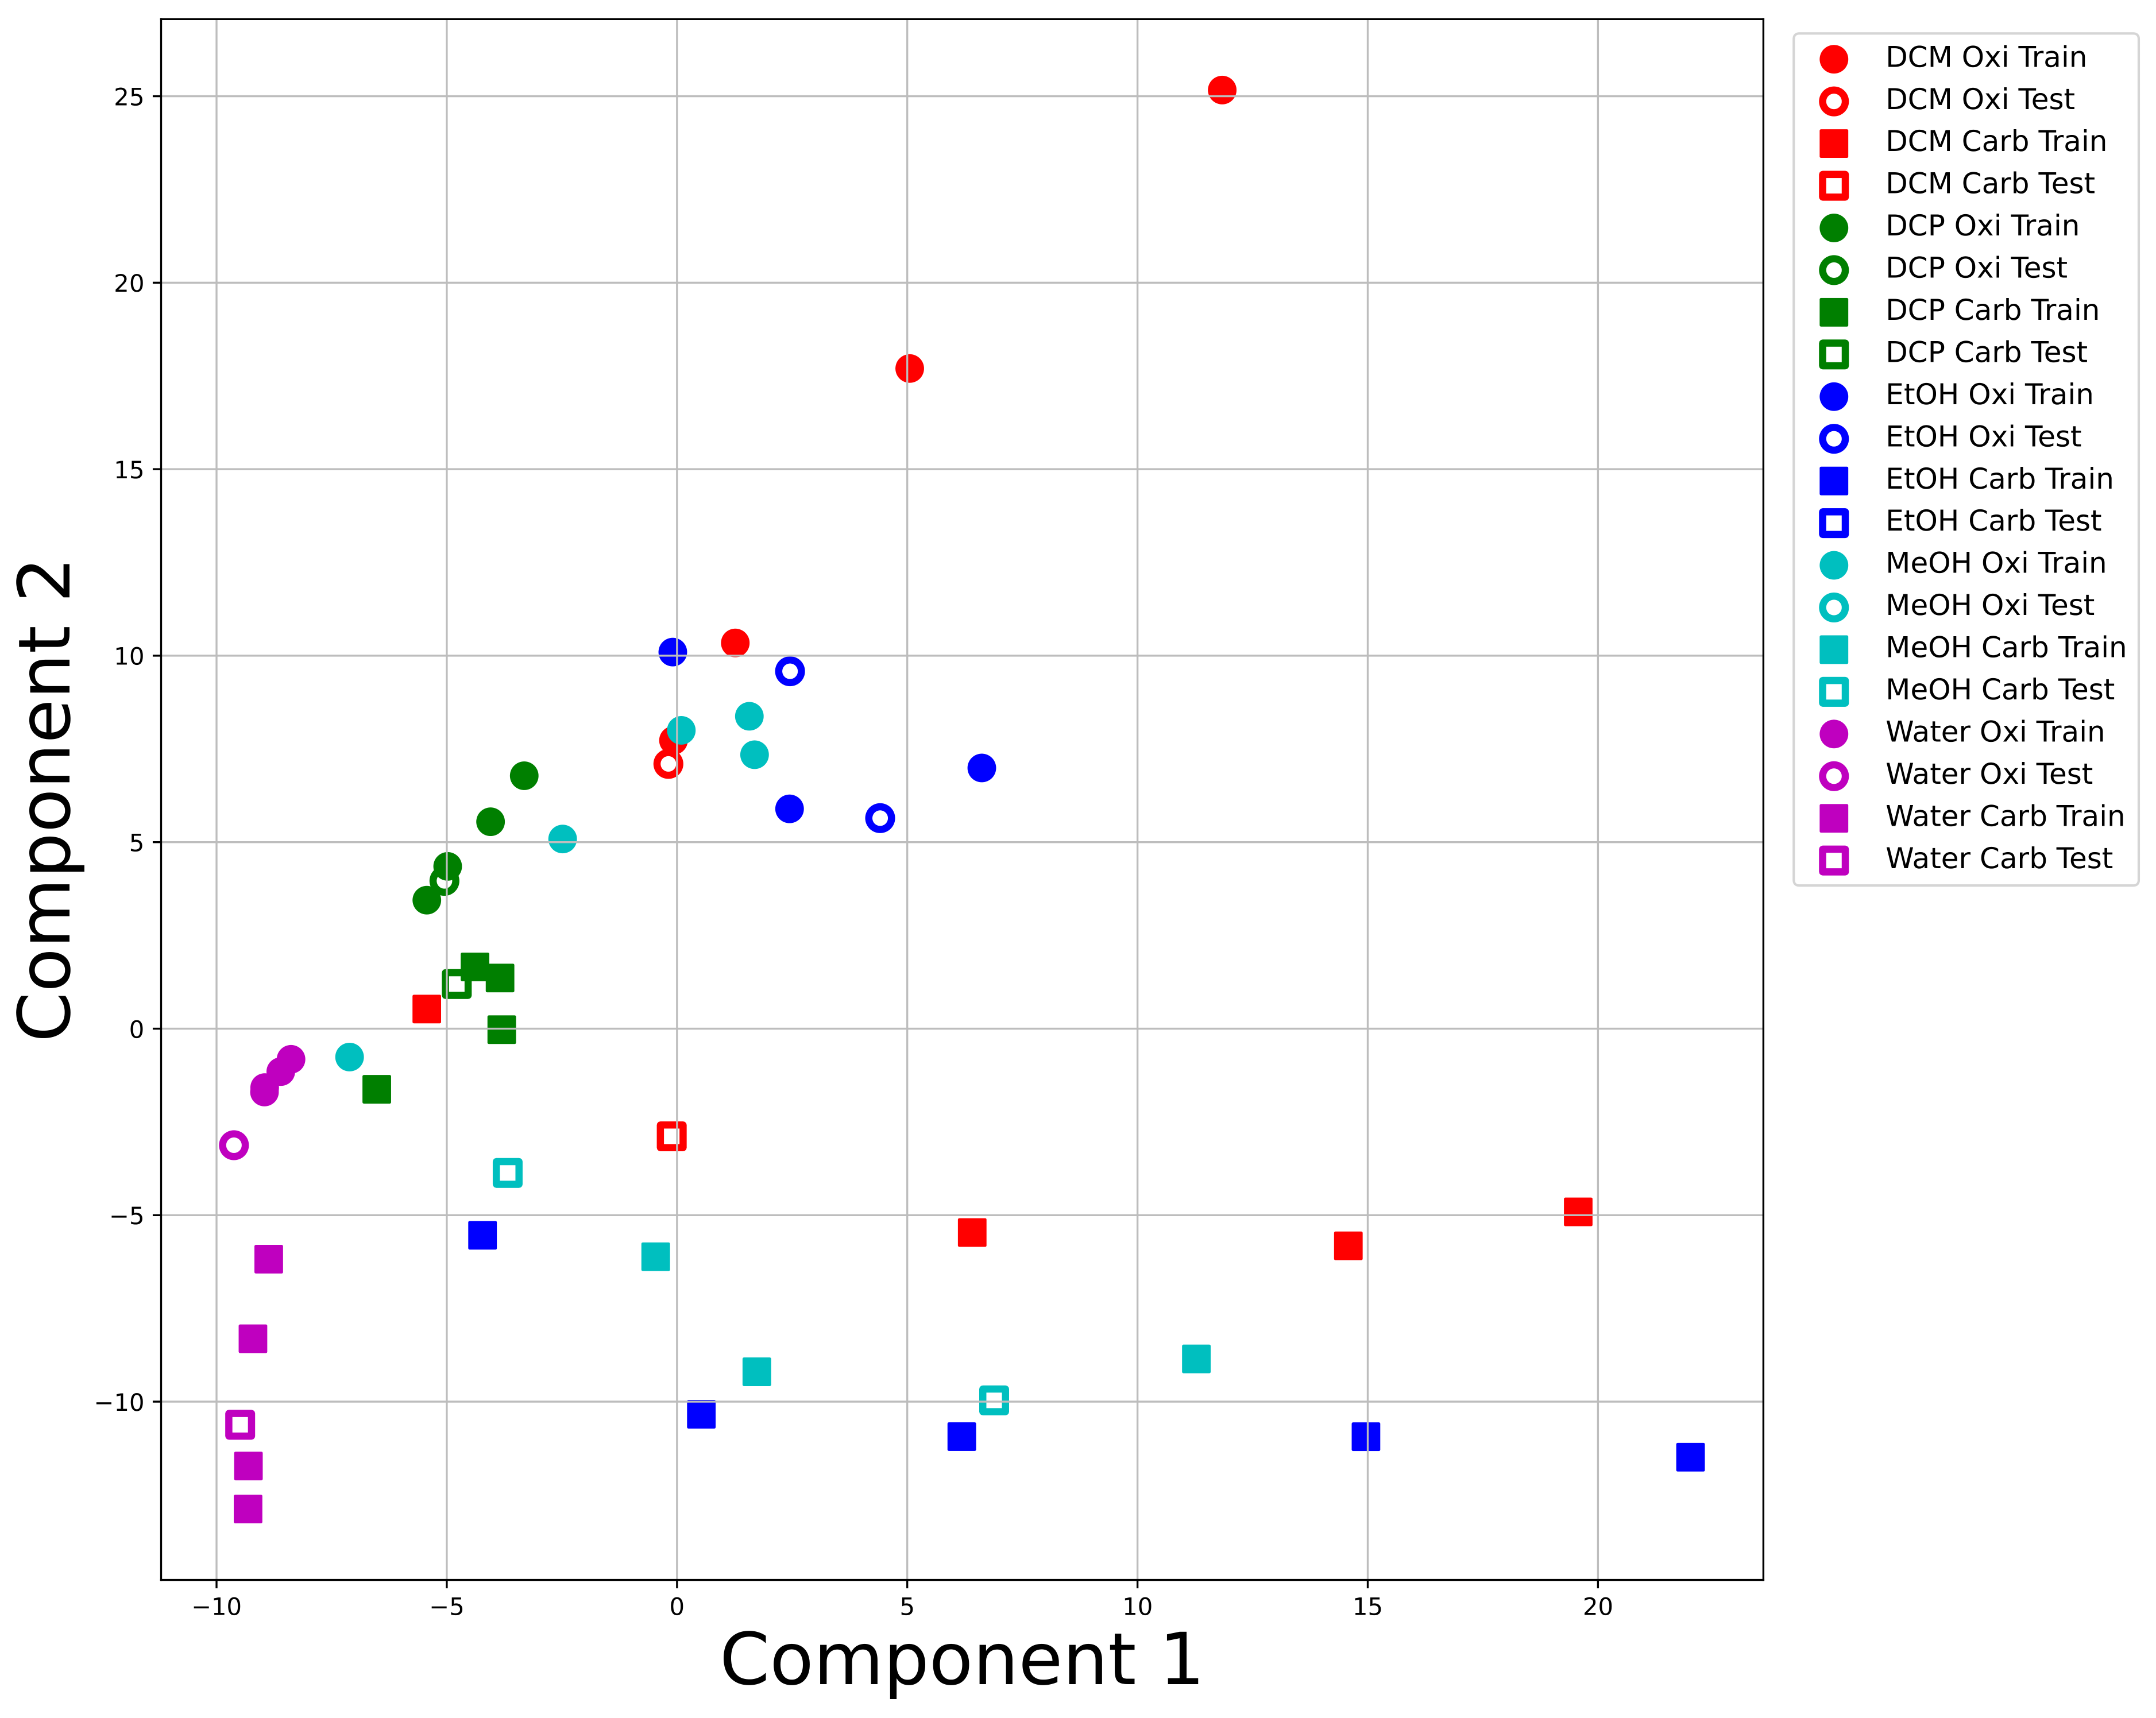 25
20
15
10
5
0
−5
−10
−10
−5
0
5
10
15
20
Component 1
Component 2
DCM Oxi Train
DCM Oxi Test
DCM Carb Train
DCM Carb Test
DCP Oxi Train
DCP Oxi Test
DCP Carb Train
DCP Carb Test
EtOH Oxi Train
EtOH Oxi Test
EtOH Carb Train
EtOH Carb Test
MeOH Oxi Train
MeOH Oxi Test
MeOH Carb Train
MeOH Carb Test
Water Oxi Train
Water Oxi Test
Water Carb Train
Water Carb Test